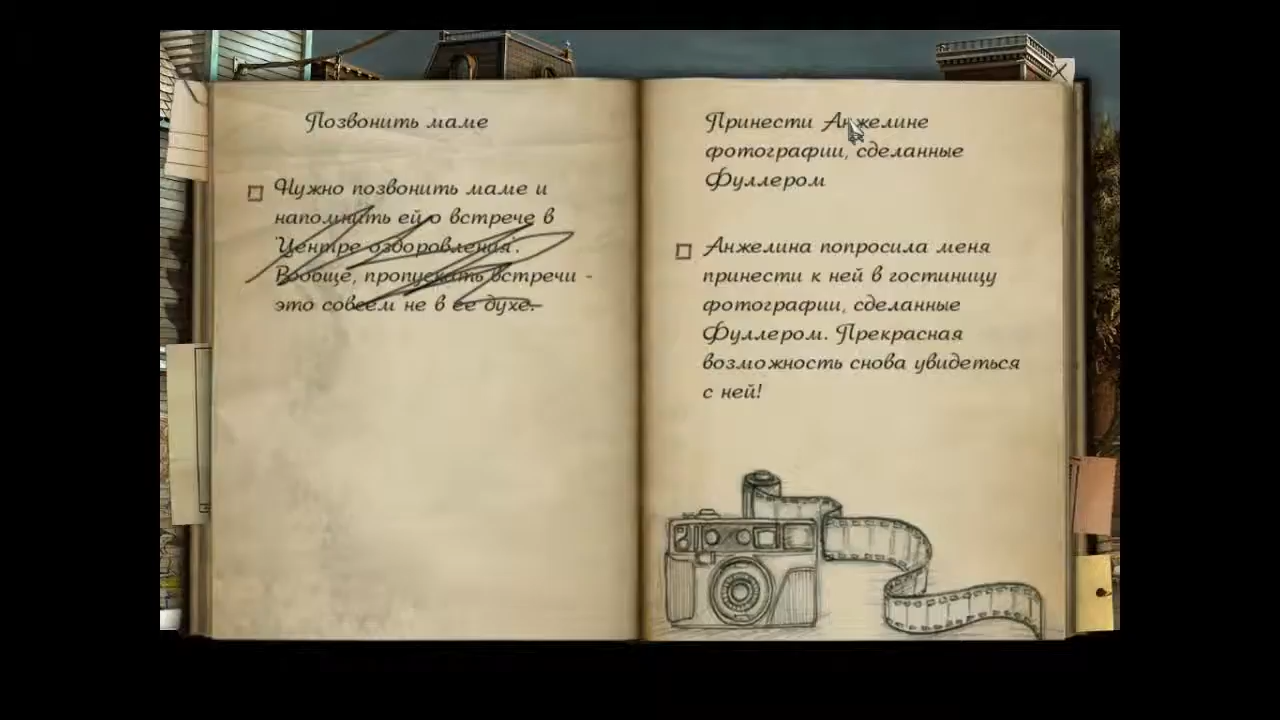 Позвонить маме
Нужно позвонить маме и
напомнить ей о встрече в
'Центре оздоровления'.
Вообще, пропускать встречи -
это совсем не в ее духе.
Принести Анжелине
фотографии, сделанные
Фуллером
Анжелина попросила меня
принести к ней в гостиницу
фотографии, сделанные
Фуллером. Прекрасная
возможность снова увидеться
с ней!